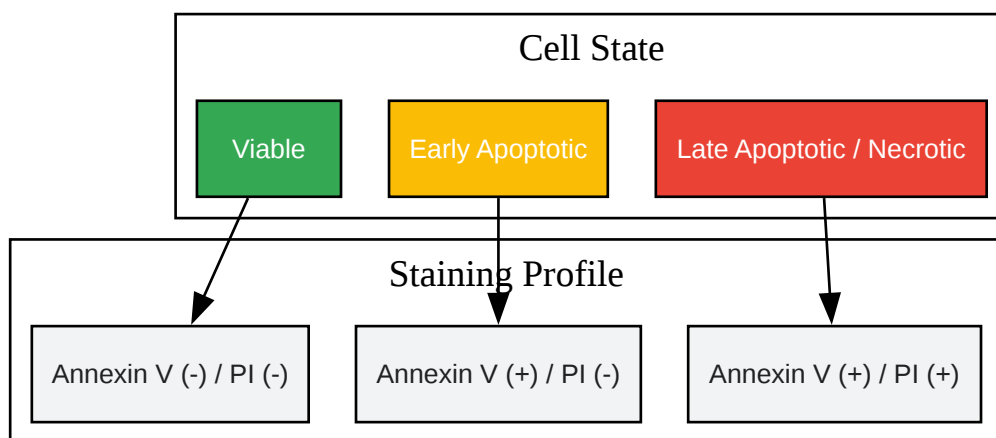 Cell State
Viable
Early Apoptotic
Late Apoptotic / Necrotic
Staining Profile
Annexin V (-) / PI (-)
Annexin V (+) / PI (-)
Annexin V (+) / PI (+)